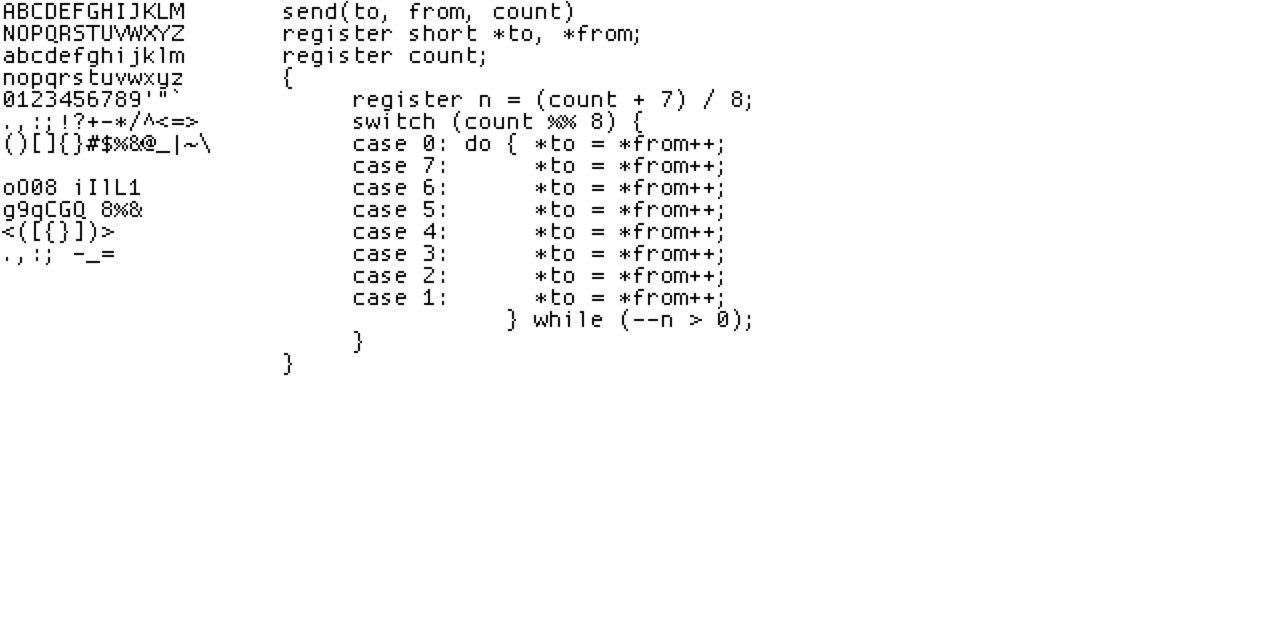 ABCDEFGHIJKLM
NOPQRSTUVWXYZ
abcdefghijklm
nopqrstuvwxyz
0123456789'"`
.,:;!?+-*/^<=>
()[]{}#$%&@_|~\
oO08 iIlL1
g9qCGQ 8%&
<([{}])>
.,:; -_=
send(to, from, count)
register short *to, *from;
register count;
{
     register n = (count + 7) / 8;
     switch (count %% 8) {
     case 0: do { *to = *from++;
     case 7:      *to = *from++;
     case 6:      *to = *from++;
     case 5:      *to = *from++;
     case 4:      *to = *from++;
     case 3:      *to = *from++;
     case 2:      *to = *from++;
     case 1:      *to = *from++;
                } while (--n > 0);
     }
}